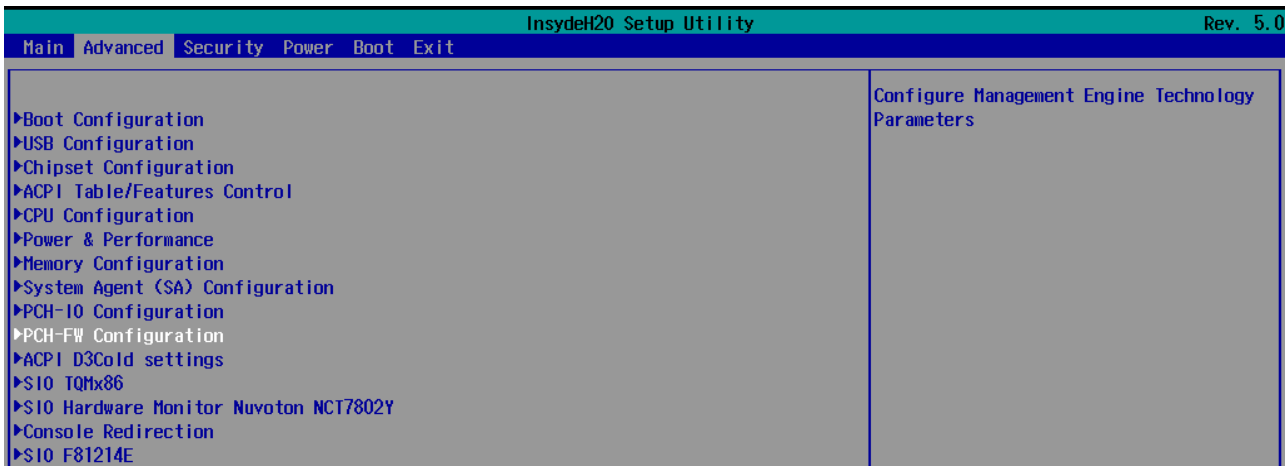 InsydeH20 Setup Utility Rev. 5.0
Main Advanced Security Power Boot Exit
Configure Management Engine Technology
Parameters
▶Boot Configuration
▶USB Configuration
▶Chipset Configuration
▶ACPI Table/Features Control
▶CPU Configuration
▶Power & Performance
▶Memory Configuration
▶System Agent (SA) Configuration
▶PCH-IO Configuration
▶PCH-FW Configuration
▶ACPI D3Cold settings
▶SIO TQMx86
▶SIO Hardware Monitor Nuvoton NCT7802Y
▶Console Redirection
▶SIO F81214E